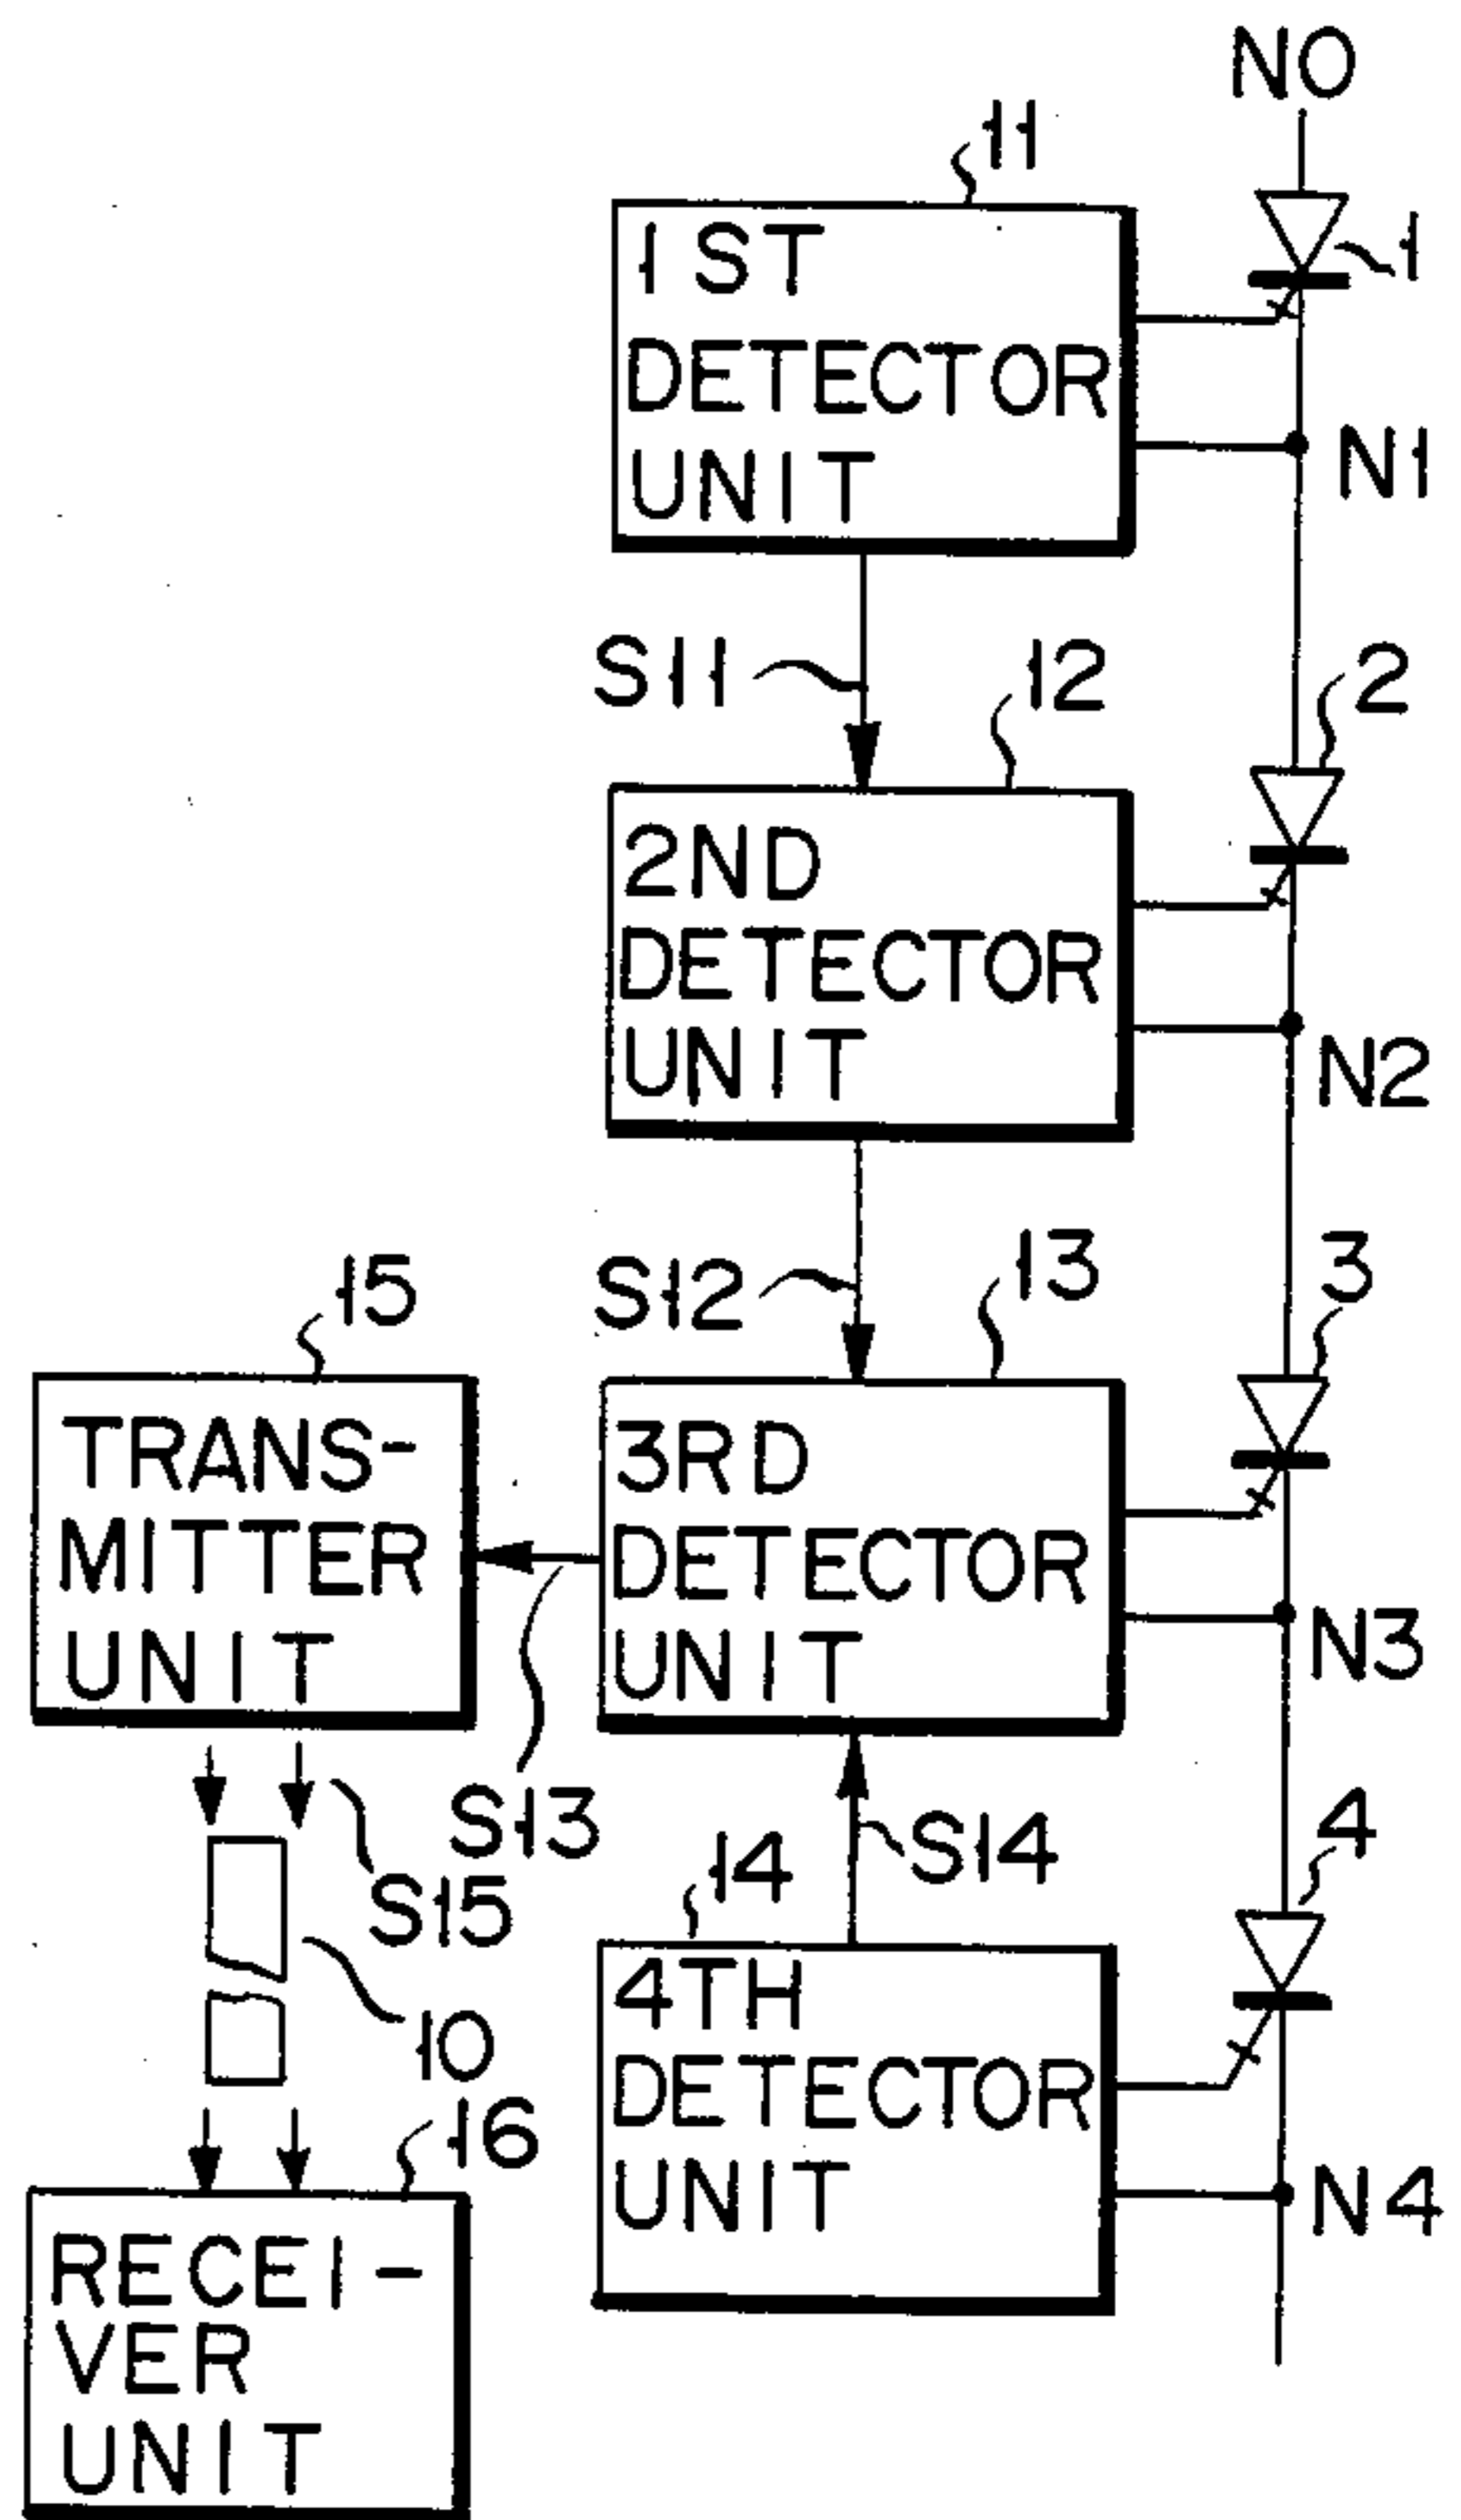 NO
11
1ST
DETECTOR
UNIT
1
N1
S11
12
2
2ND
DETECTOR
UNIT
N2
15
S12
13
3
TRANS-
MITTER
UNIT
3RD
DETECTOR
UNIT
N3
S13
S14
4
14
S15
10
4TH
DETECTOR
UNIT
N4
16
RECEI-
VER
UNIT